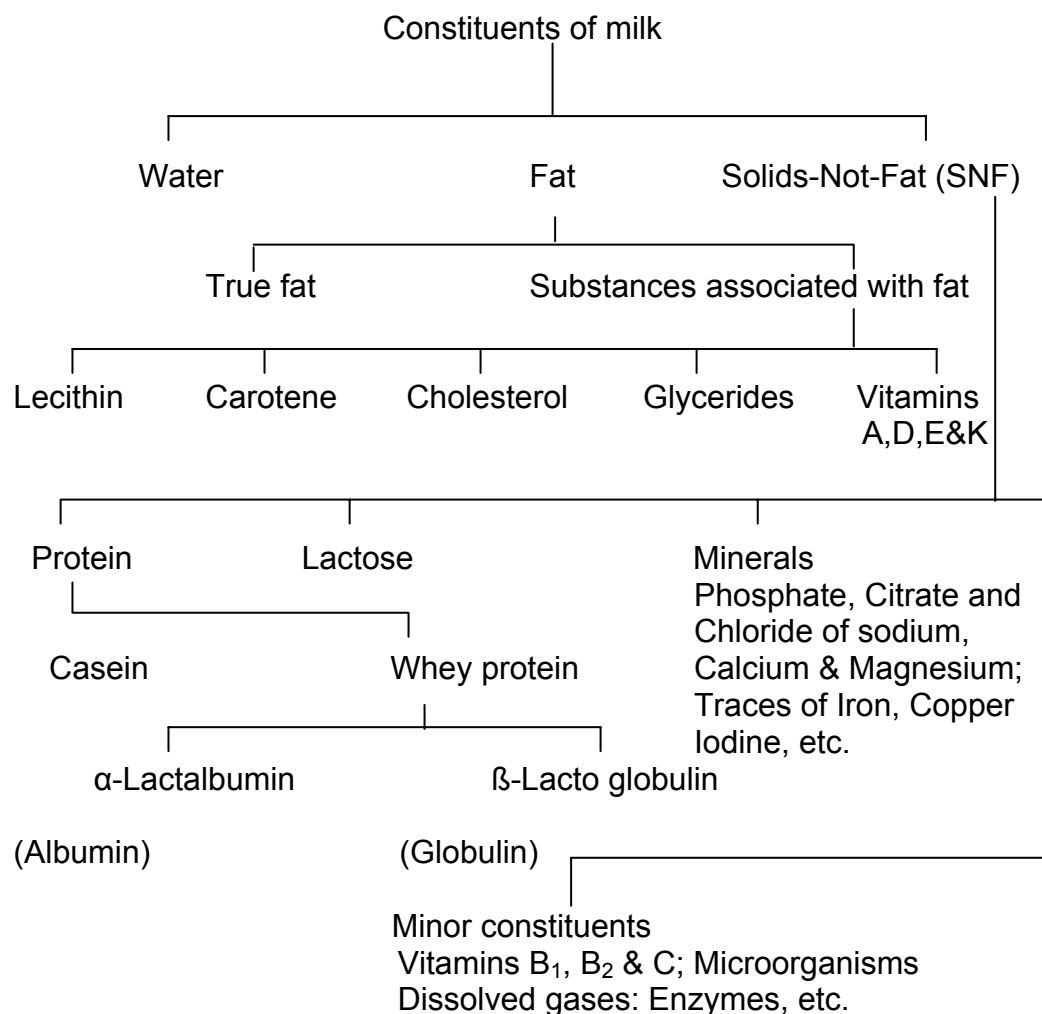 Constituents of milk
Water Fat Solids-Not-Fat (SNF)
True fat Substances associated with fat
Lecithin Carotene Cholesterol Glycerides Vitamins
A,D,E&K
Protein Lactose Minerals
Phosphate, Citrate and
Chloride of sodium,
Casein Whey protein Calcium & Magnesium;
Traces of Iron, Copper
Iodine, etc.
α-Lactalbumin ß-Lacto globulin
(Albumin) (Globulin)
Minor constituents
Vitamins B₁, B₂ & C; Microorganisms
Dissolved gases: Enzymes, etc.